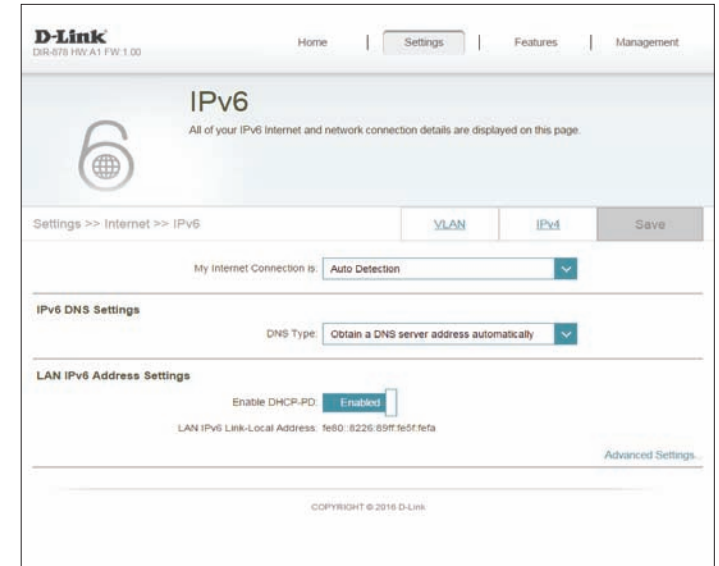 D-Link
DIR-878 HW:A1 FW:1.00
Home | Settings | Features | Management
IPv6
All of your IPv6 Internet and network connection details are displayed on this page.
Settings >> Internet >> IPv6
VLAN
IPv4
Save
My Internet Connection is: Auto Detection
IPv6 DNS Settings
DNS Type: Obtain a DNS server address automatically
LAN IPv6 Address Settings
Enable DHCP-PD: Enabled
LAN IPv6 Link-Local Address: fe80::8226:89ff:fe5f:fefa
Advanced Settings...
COPYRIGHT © 2016 D-Link